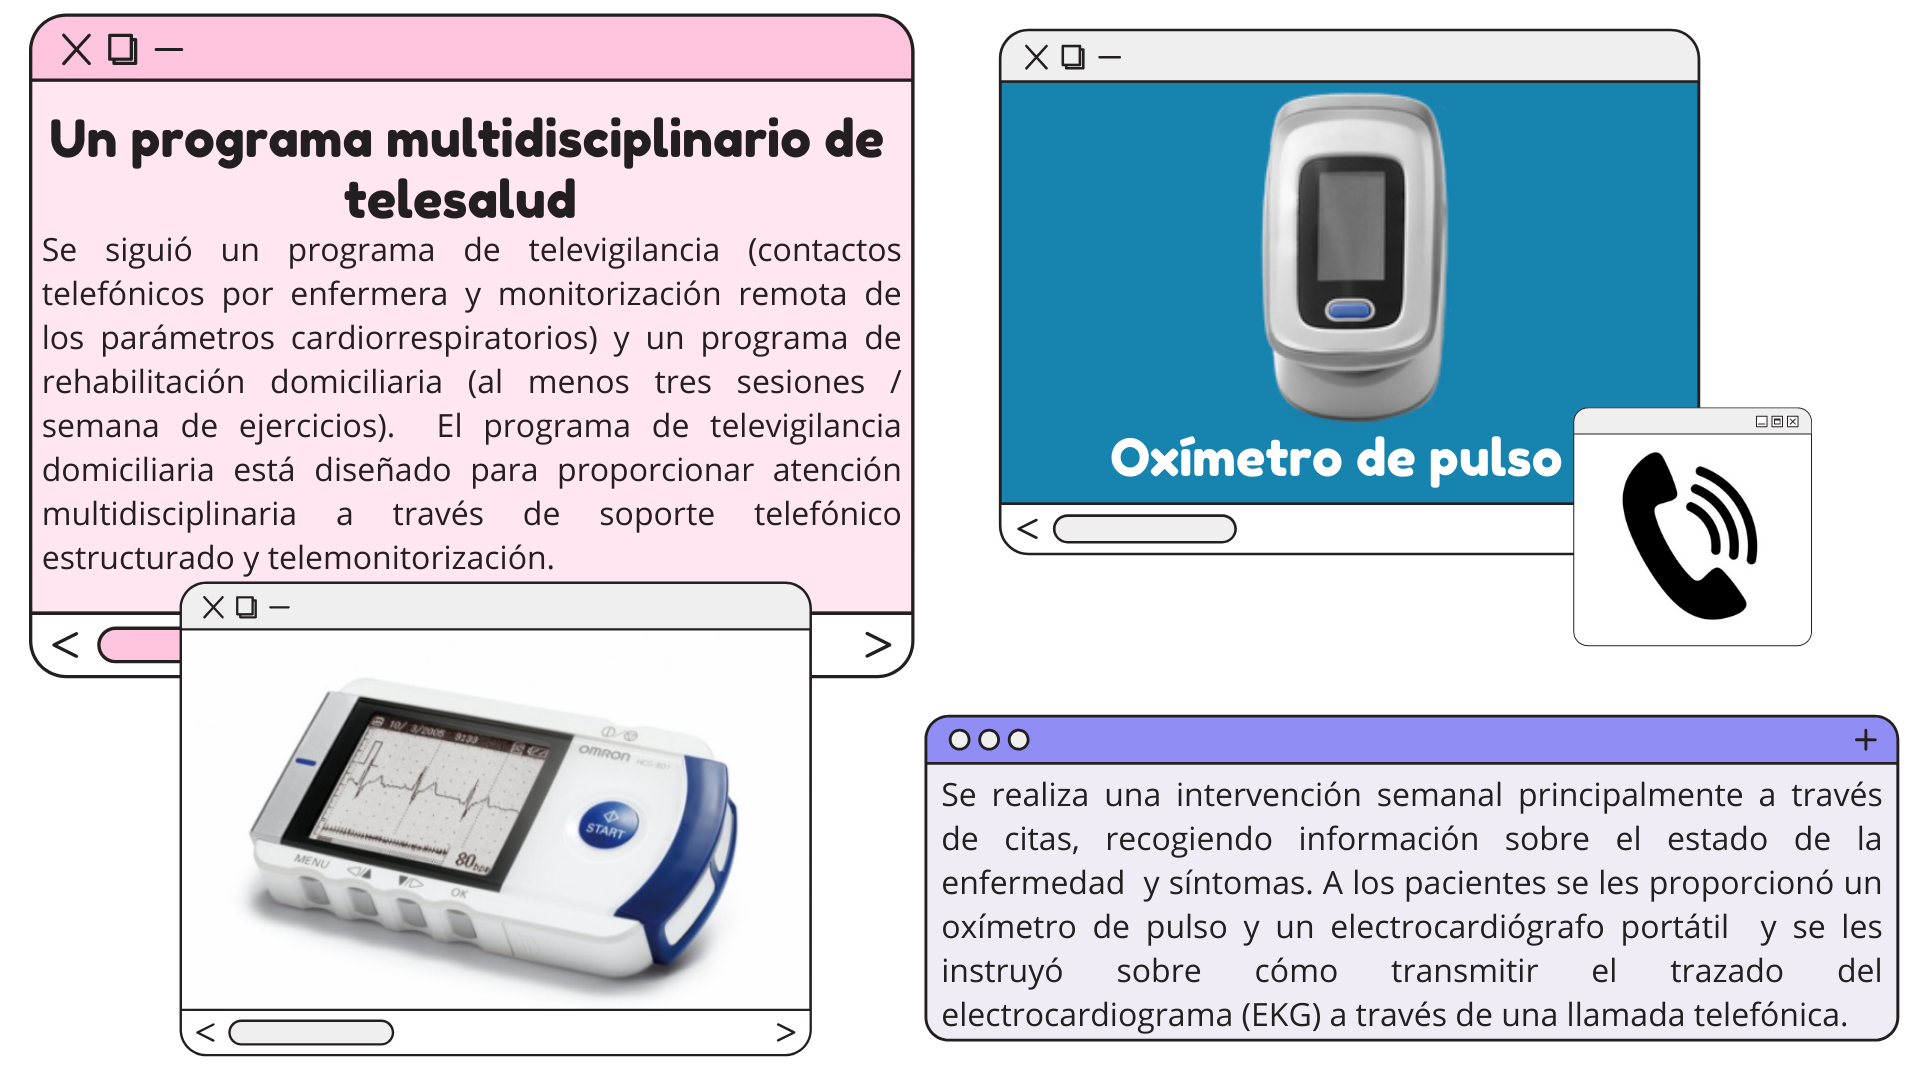 Un programa multidisciplinario de
telesalud
Se siguió un programa de televigilancia (contactos
telefónicos por enfermera y monitorización remota de
los parámetros cardiorrespiratorios) y un programa de
rehabilitación domiciliaria (al menos tres sesiones /
semana de ejercicios). El programa de televigilancia
domiciliaria está diseñado para proporcionar atención
multidisciplinaria a través de soporte telefónico
estructurado y telemonitorización.
Oxímetro de pulso
10/ 3/2005 9:33
OMRON HCG-801
START
80bpm
MENU
OK
Se realiza una intervención semanal principalmente a través
de citas, recogiendo información sobre el estado de la
enfermedad y síntomas. A los pacientes se les proporcionó un
oxímetro de pulso y un electrocardiógrafo portátil y se les
instruyó sobre cómo transmitir el trazado del
electrocardiograma (EKG) a través de una llamada telefónica.